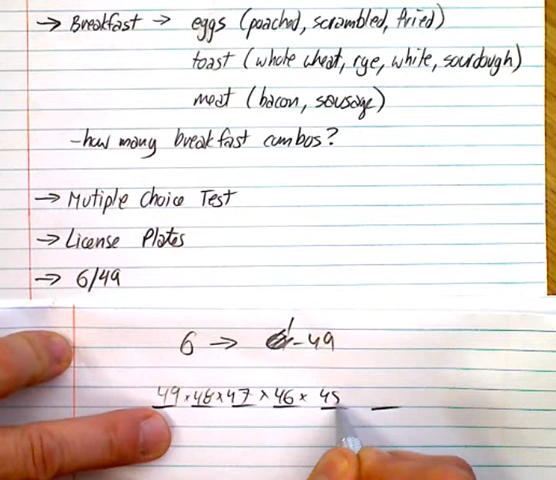 → Breakfast → eggs (poached, scrambled, fried)
toast (whole wheat, rye, white, sourdough)
meat (bacon, sausage)
-how many breakfast combos?
→ Mutiple Choice Test
→ License Plates
→ 6/49
6 → 1-49
49 × 48 × 47 × 46 × 45